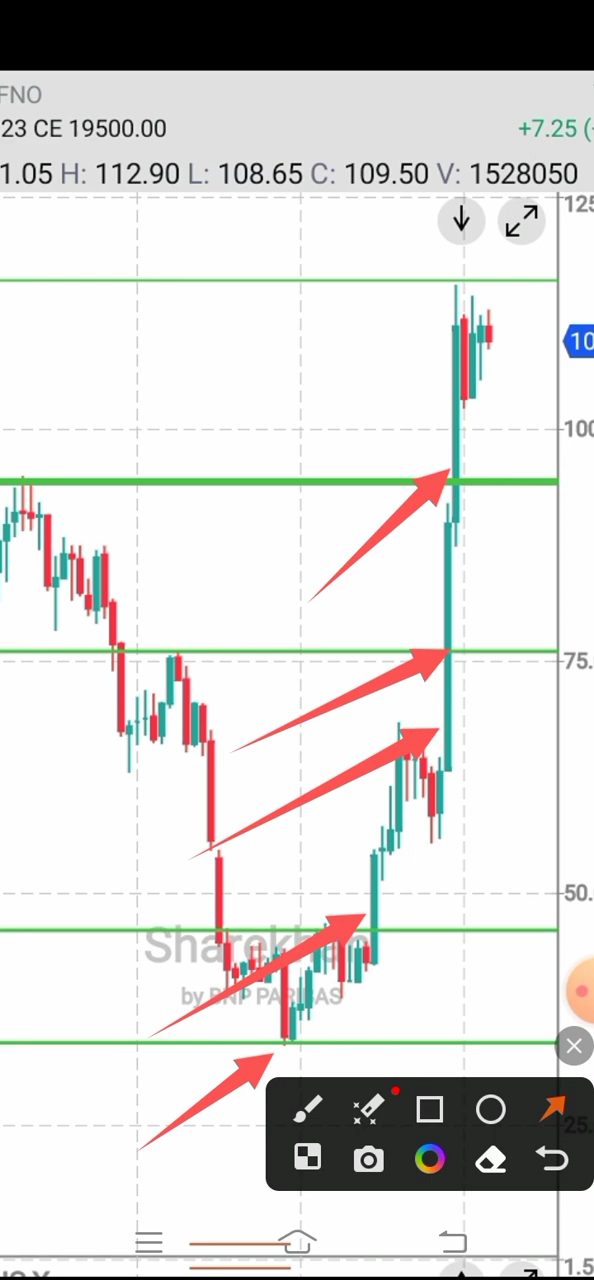 FNO
23 CE 19500.00 +7.25 (
1.05 H: 112.90 L: 108.65 C: 109.50 V: 1528050
125
10
100
75.
50.
Sharekhan
by BNP PARIBAS
25.
1.5